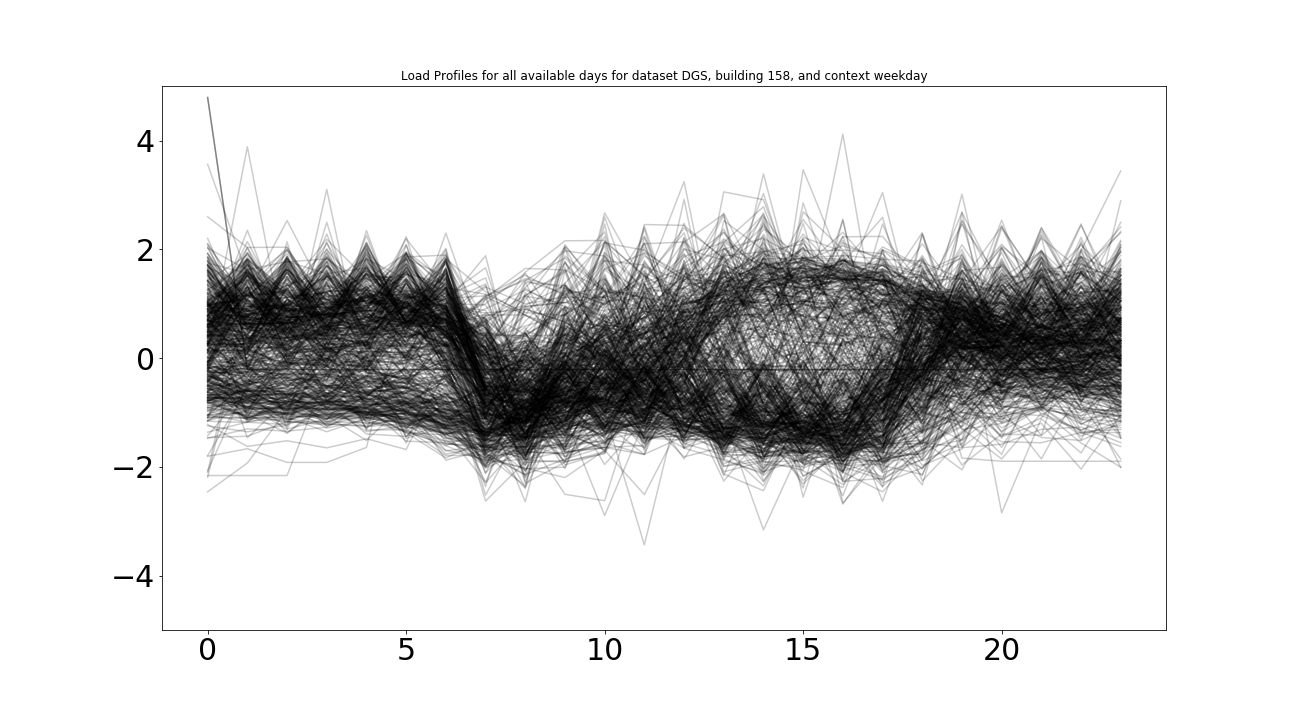 Load Profiles for all available days for dataset DGS, building 158, and context weekday
4
2
0
−2
−4
0 5 10 15 20